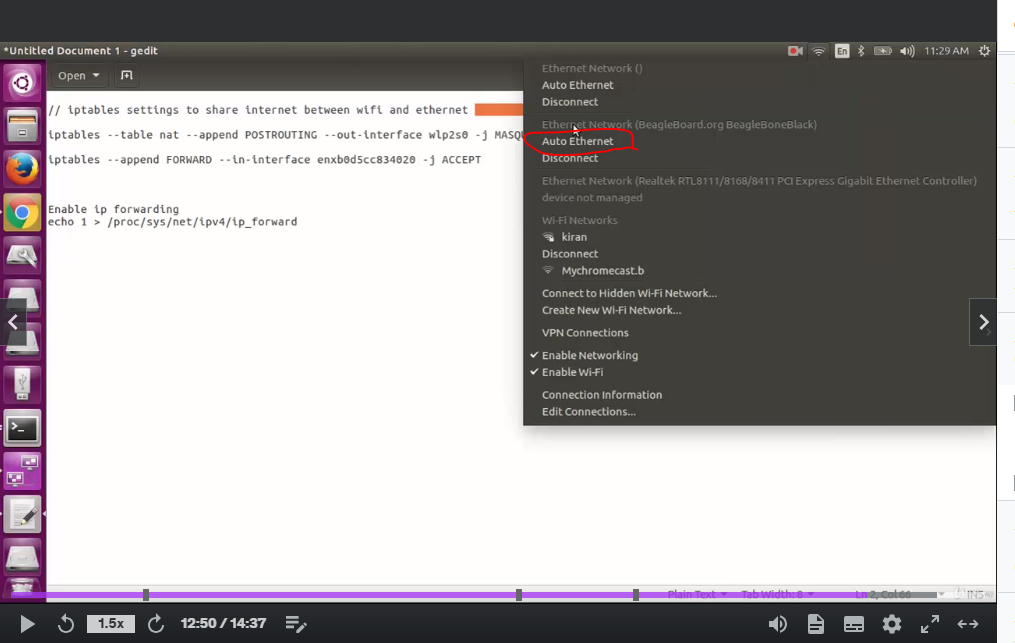 *Untitled Document 1 - gedit
En
11:29 AM
Open
// iptables settings to share internet between wifi and ethernet
iptables --table nat --append POSTROUTING --out-interface wlp2s0 -j MASQU
iptables --append FORWARD --in-interface enxb0d5cc834020 -j ACCEPT
Enable ip forwarding
echo 1 > /proc/sys/net/ipv4/ip_forward
Ethernet Network ()
Auto Ethernet
Disconnect
Ethernet Network (BeagleBoard.org BeagleBoneBlack)
Auto Ethernet
Disconnect
Ethernet Network (Realtek RTL8111/8168/8411 PCI Express Gigabit Ethernet Controller)
device not managed
Wi-Fi Networks
kiran
Disconnect
Mychromecast.b
Connect to Hidden Wi-Fi Network...
Create New Wi-Fi Network...
VPN Connections
Enable Networking
Enable Wi-Fi
Connection Information
Edit Connections...
Plain Text
Tab Width: 8
Ln 2, Col 66
INS
1.5x
12:50 / 14:37